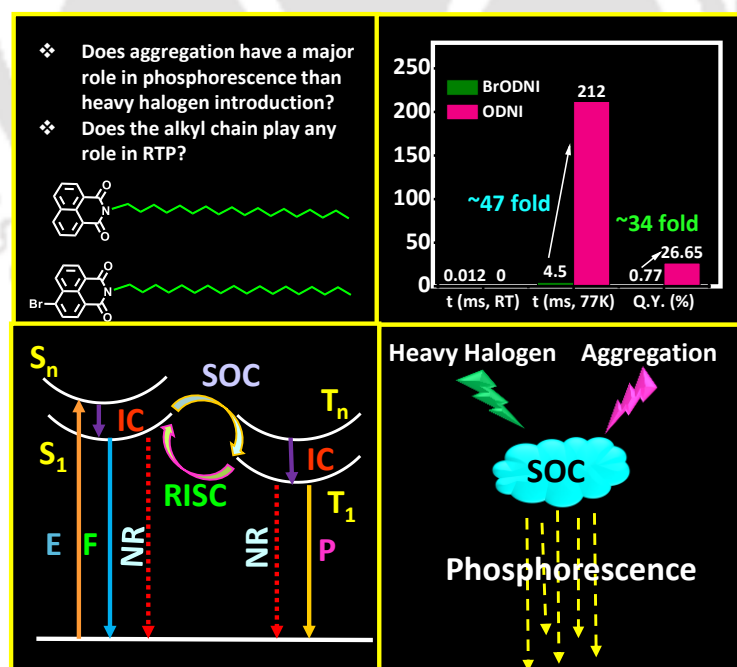 ❖ Does aggregation have a major
role in phosphorescence than
heavy halogen introduction?
❖ Does the alkyl chain play any
role in RTP?
O
N
O
O
Br
N
O
250
200
150
100
50
0
BrODNI
ODNI
212
~47 fold
~34 fold
26.65
0.012
0
4.5
0.77
t (ms, RT)
t (ms, 77K)
Q.Y. (%)
Sn
SOC
Tn
IC
S1
IC
RISC
T1
E
F
NR
NR
P
Heavy Halogen
Aggregation
SOC
Phosphorescence